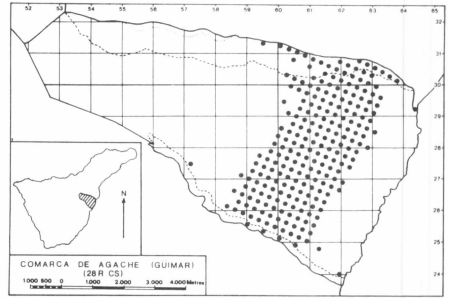 52 53 54 55 56 57 58 59 60 61 62 63 64 65
32
31
30
29
28
27
26
25
24
N
COMARCA DE AGACHE (GUIMAR)
(28 R CS)
1.000 500 0 1.000 2.000 3.000 4.000 Metros